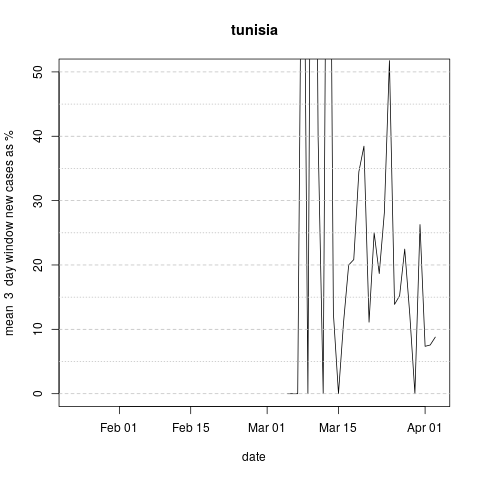 tunisia
mean 3 day window new cases as %
50
40
30
20
10
0
Feb 01
Feb 15
Mar 01
Mar 15
Apr 01
date